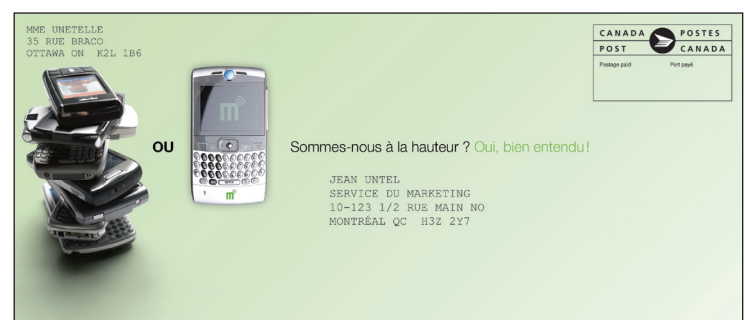 MME UNETELLE
35 RUE BRACO
OTTAWA ON  K2L 1B6
CANADA POSTES
POST CANADA
Postage paid Port payé
m
OU
m
Sommes-nous à la hauteur ? Oui, bien entendu !
JEAN UNTEL
SERVICE DU MARKETING
10-123 1/2 RUE MAIN NO
MONTRÉAL QC  H3Z 2Y7